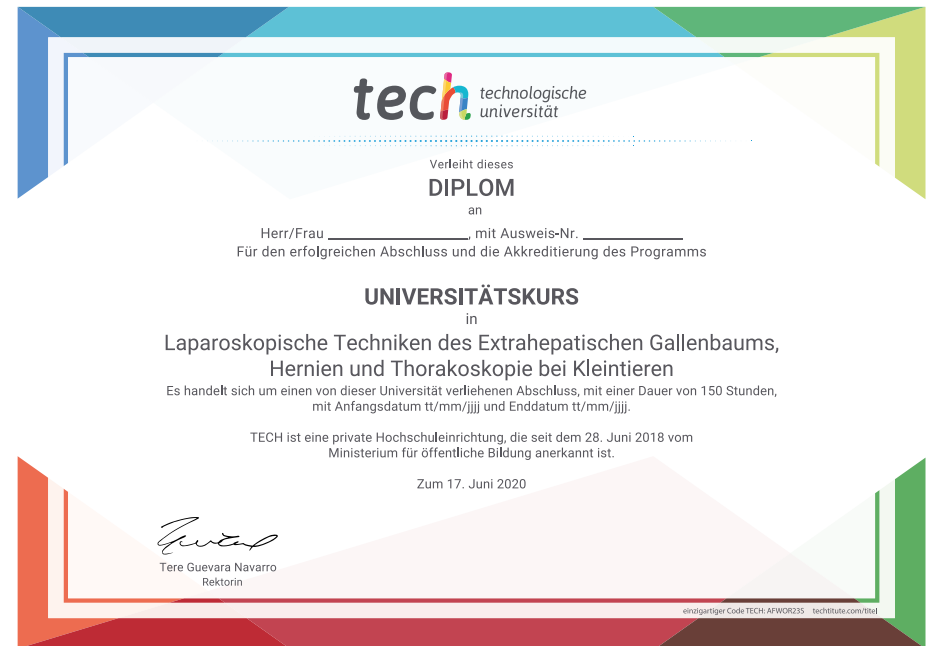 tech technologische
universität
Verleiht dieses
DIPLOM
an
Herr/Frau ____________________, mit Ausweis-Nr. ______________
Für den erfolgreichen Abschluss und die Akkreditierung des Programms
UNIVERSITÄTSKURS
in
Laparoskopische Techniken des Extrahepatischen Gallenbaums,
Hernien und Thorakoskopie bei Kleintieren
Es handelt sich um einen von dieser Universität verliehenen Abschluss, mit einer Dauer von 150 Stunden,
mit Anfangsdatum tt/mm/jjjj und Enddatum tt/mm/jjjj.
TECH ist eine private Hochschuleinrichtung, die seit dem 28. Juni 2018 vom
Ministerium für öffentliche Bildung anerkannt ist.
Zum 17. Juni 2020
Tere Guevara Navarro
Rektorin
einzigartiger Code TECH: AFWOR23S techtitute.com/titel